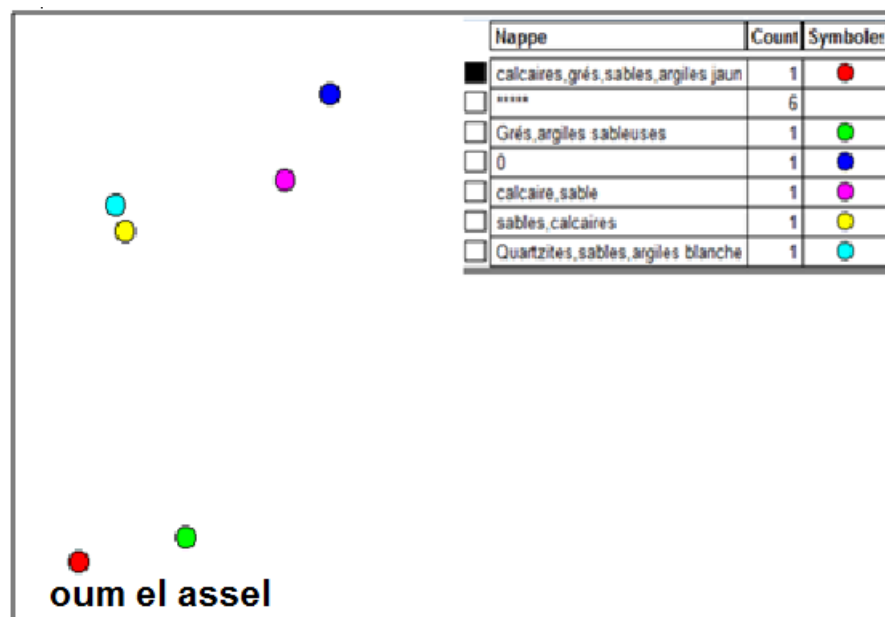 Nappe Count Symboles
calcaires,grés,sables,argiles jaun 1
***** 6
Grés,argiles sableuses 1
0 1
calcaire,sable 1
sables,calcaires 1
Quartzites,sables,argiles blanche 1
oum el assel